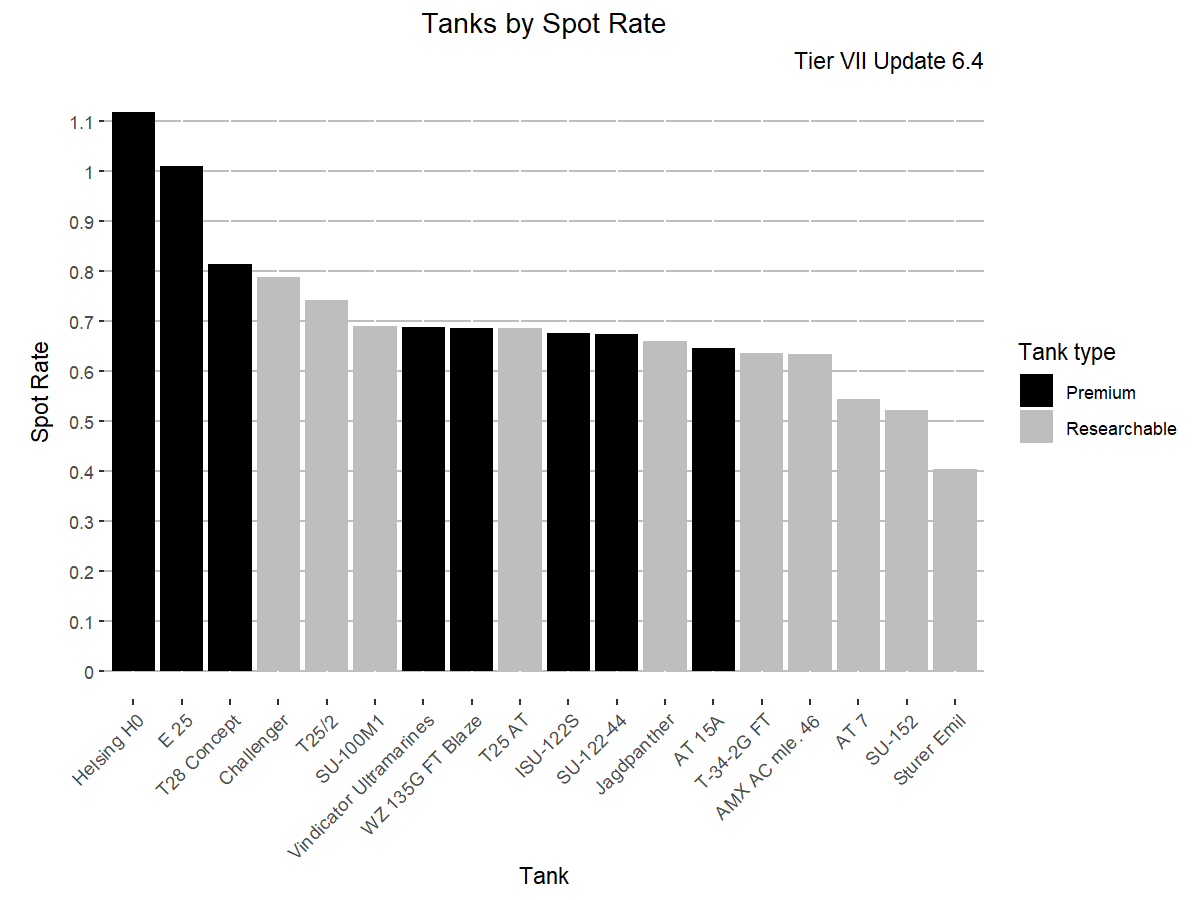 Tanks by Spot Rate
Tier VII Update 6.4
Spot Rate
1.1
1
0.9
0.8
0.7
0.6
0.5
0.4
0.3
0.2
0.1
0
Helsing H0
E 25
T28 Concept
Challenger
T25/2
SU-100M1
Vindicator Ultramarines
WZ 135G FT Blaze
T25 AT
ISU-122S
SU-122-44
Jagdpanther
AT 15A
T-34-2G FT
AMX AC mle. 46
AT 7
SU-152
Sturer Emil
Tank
Tank type
Premium
Researchable